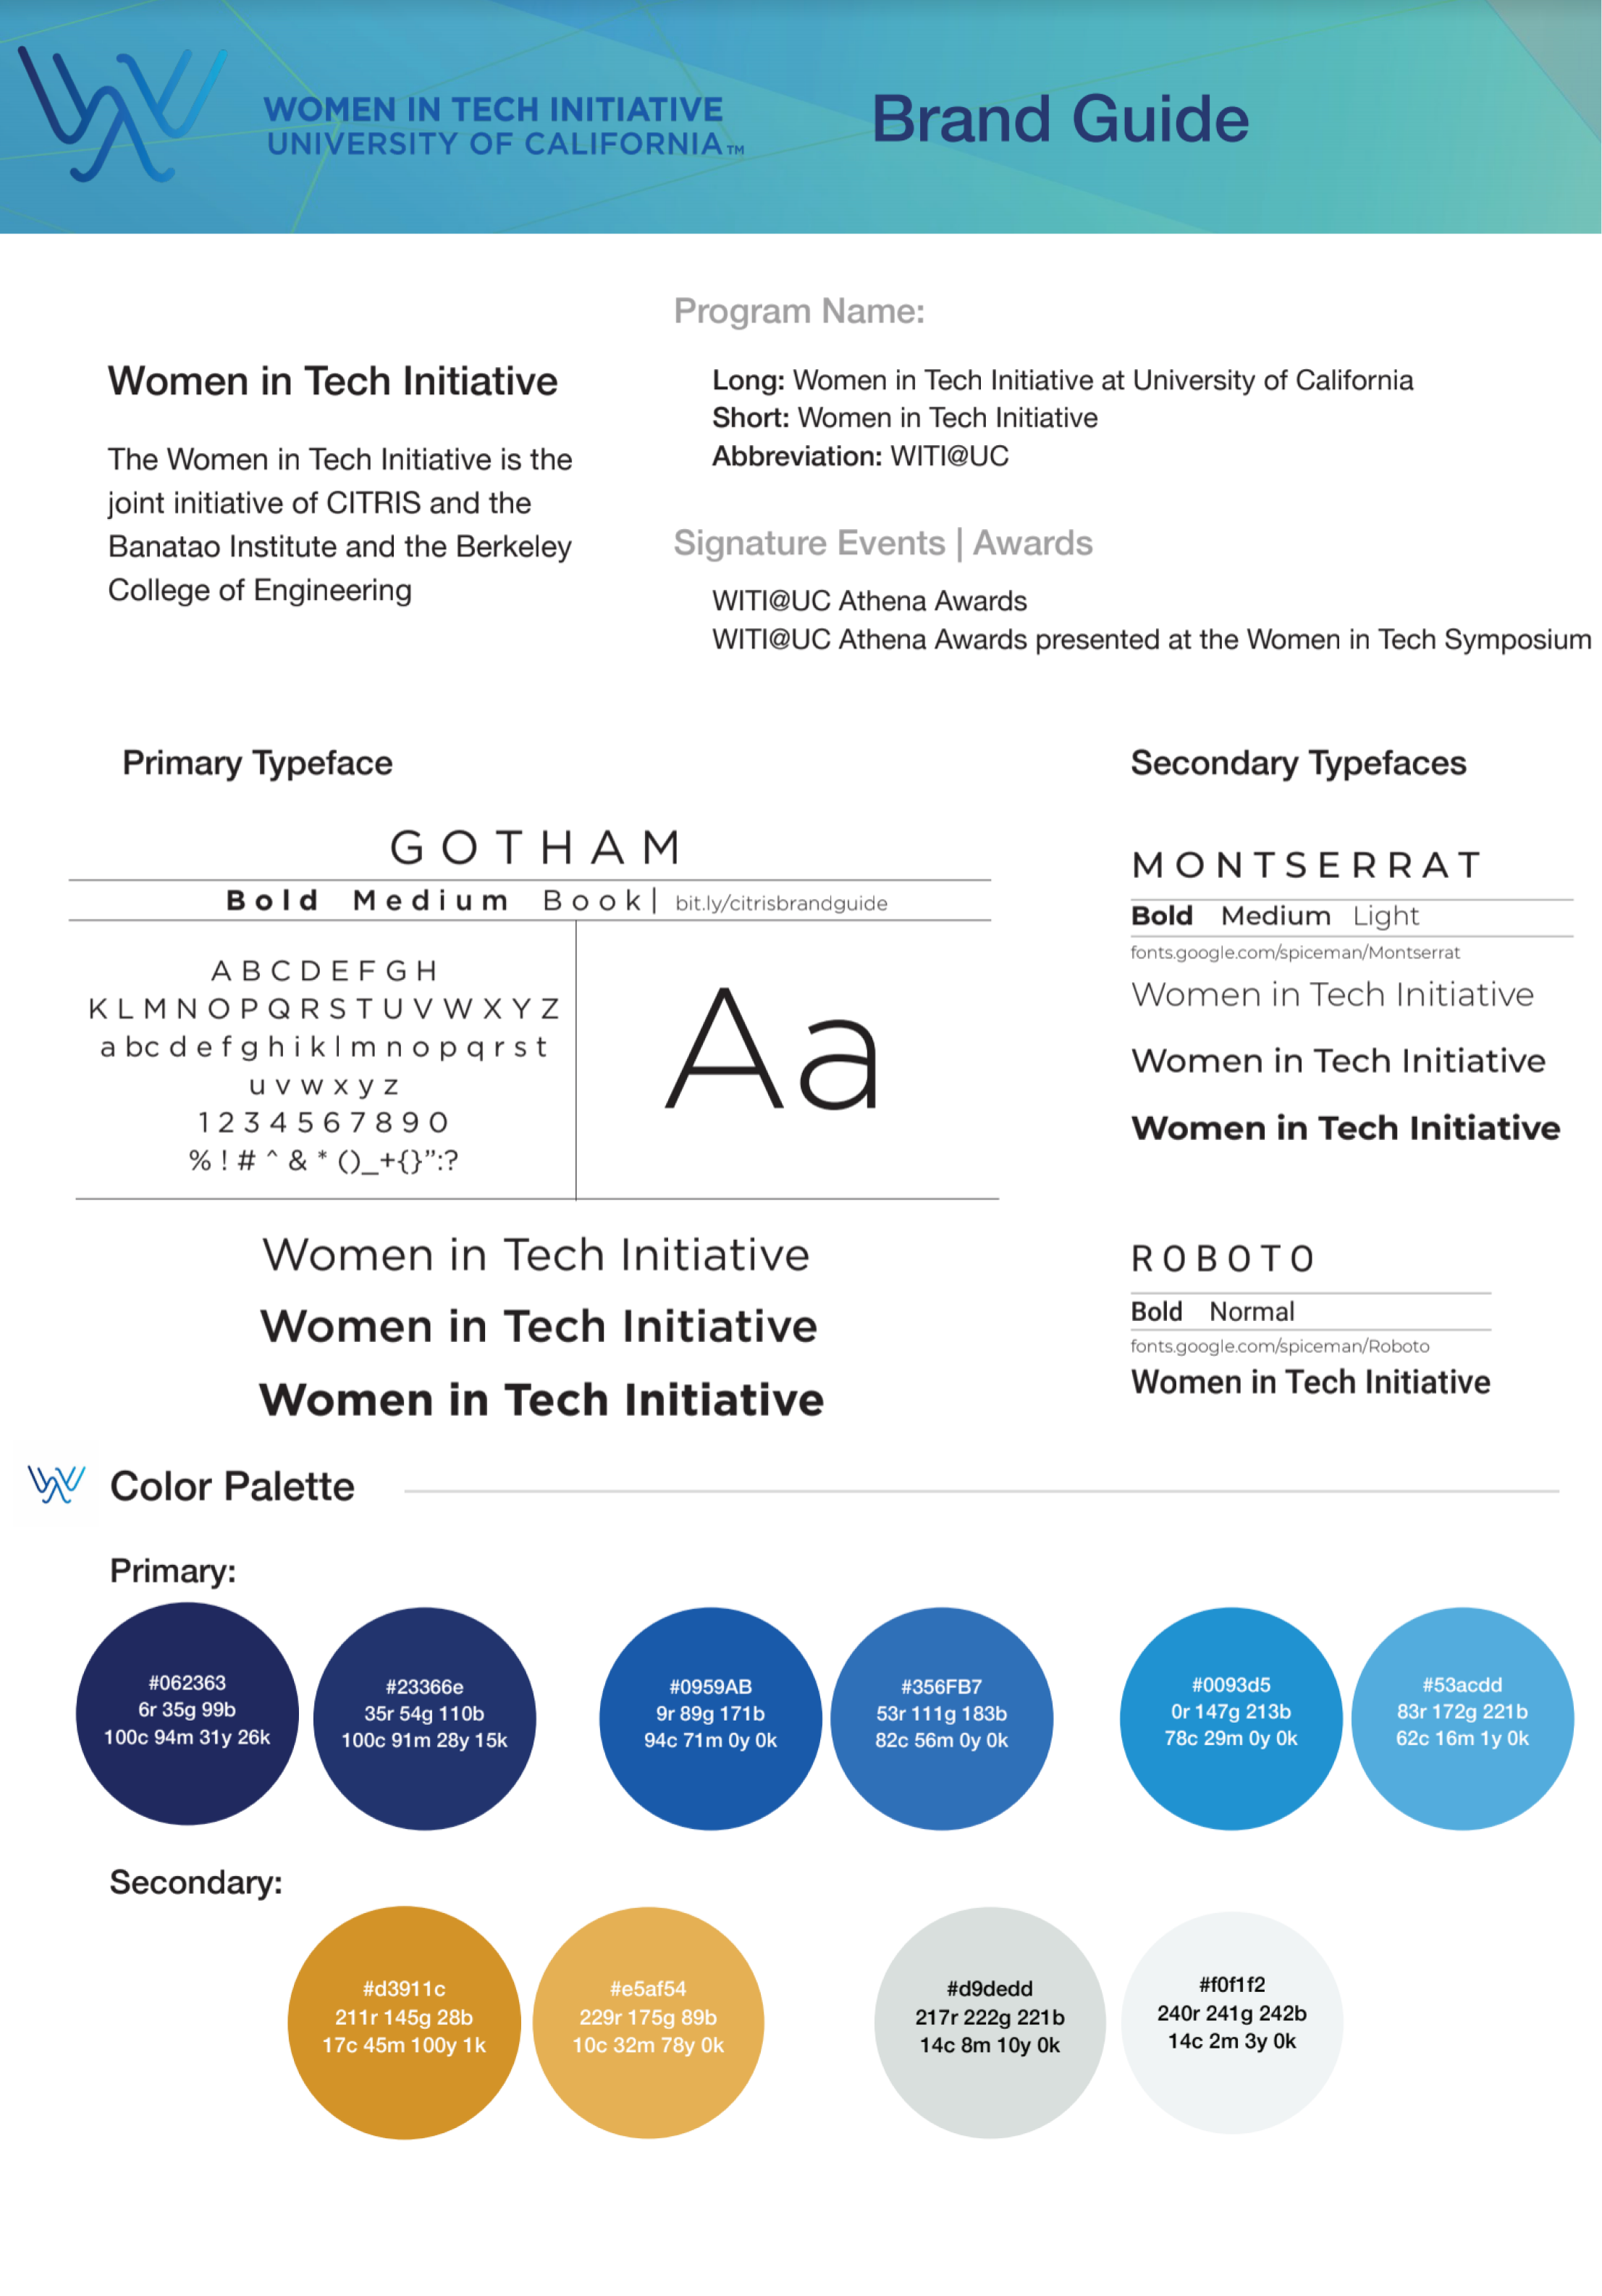 WOMEN IN TECH INITIATIVE
UNIVERSITY OF CALIFORNIA™
Brand Guide
Women in Tech Initiative
The Women in Tech Initiative is the
joint initiative of CITRIS and the
Banatao Institute and the Berkeley
College of Engineering
Program Name:
Long: Women in Tech Initiative at University of California
Short: Women in Tech Initiative
Abbreviation: WITI@UC
Signature Events | Awards
WITI@UC Athena Awards
WITI@UC Athena Awards presented at the Women in Tech Symposium
Primary Typeface
GOTHAM
Bold Medium Book| bit.ly/citrisbrandguide
A B C D E F G H
K L M N O P Q R S T U V W X Y Z
a b c d e f g h i k l m n o p q r s t
u v w x y z
1 2 3 4 5 6 7 8 9 0
% ! # ^ & * ()_+{}”:?
Aa
Women in Tech Initiative
Women in Tech Initiative
Women in Tech Initiative
Secondary Typefaces
MONTSERRAT
Bold Medium Light
fonts.google.com/spiceman/Montserrat
Women in Tech Initiative
Women in Tech Initiative
Women in Tech Initiative
ROBOTO
Bold Normal
fonts.google.com/spiceman/Roboto
Women in Tech Initiative
Color Palette
Primary:
#062363
6r 35g 99b
100c 94m 31y 26k
#23366e
35r 54g 110b
100c 91m 28y 15k
#0959AB
9r 89g 171b
94c 71m 0y 0k
#356FB7
53r 111g 183b
82c 56m 0y 0k
#0093d5
0r 147g 213b
78c 29m 0y 0k
#53acdd
83r 172g 221b
62c 16m 1y 0k
Secondary:
#d3911c
211r 145g 28b
17c 45m 100y 1k
#e5af54
229r 175g 89b
10c 32m 78y 0k
#d9dedd
217r 222g 221b
14c 8m 10y 0k
#f0f1f2
240r 241g 242b
14c 2m 3y 0k